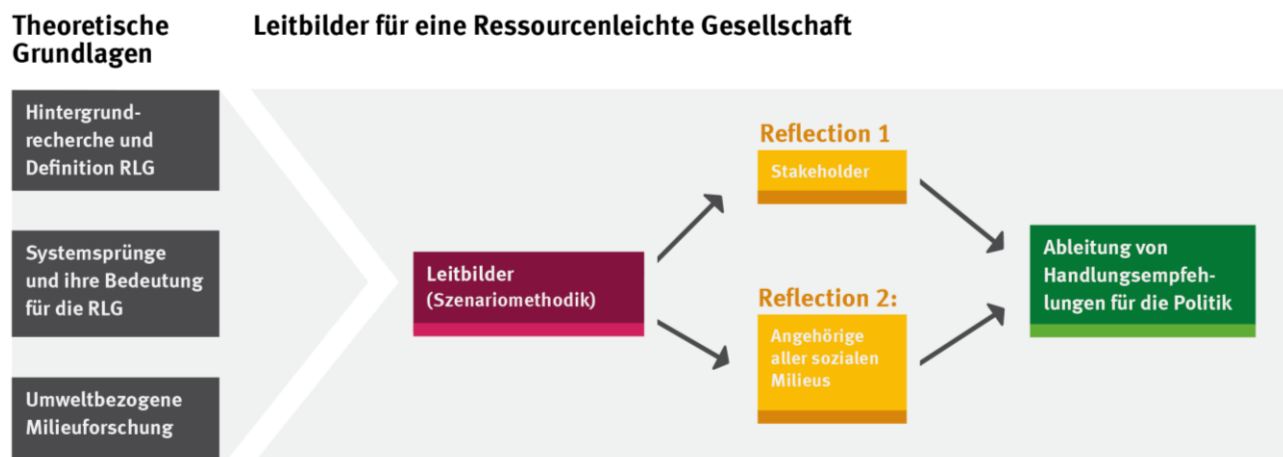 Theoretische
Grundlagen
Leitbilder für eine Ressourcenleichte Gesellschaft
Hintergrund-
recherche und
Definition RLG
Systemsprünge
und ihre Bedeutung
für die RLG
Umweltbezogene
Milieuforschung
Leitbilder
(Szenariomethodik)
Reflection 1
Stakeholder
Reflection 2:
Angehörige
aller sozialen
Milieus
Ableitung von
Handlungsempfeh-
lungen für die Politik